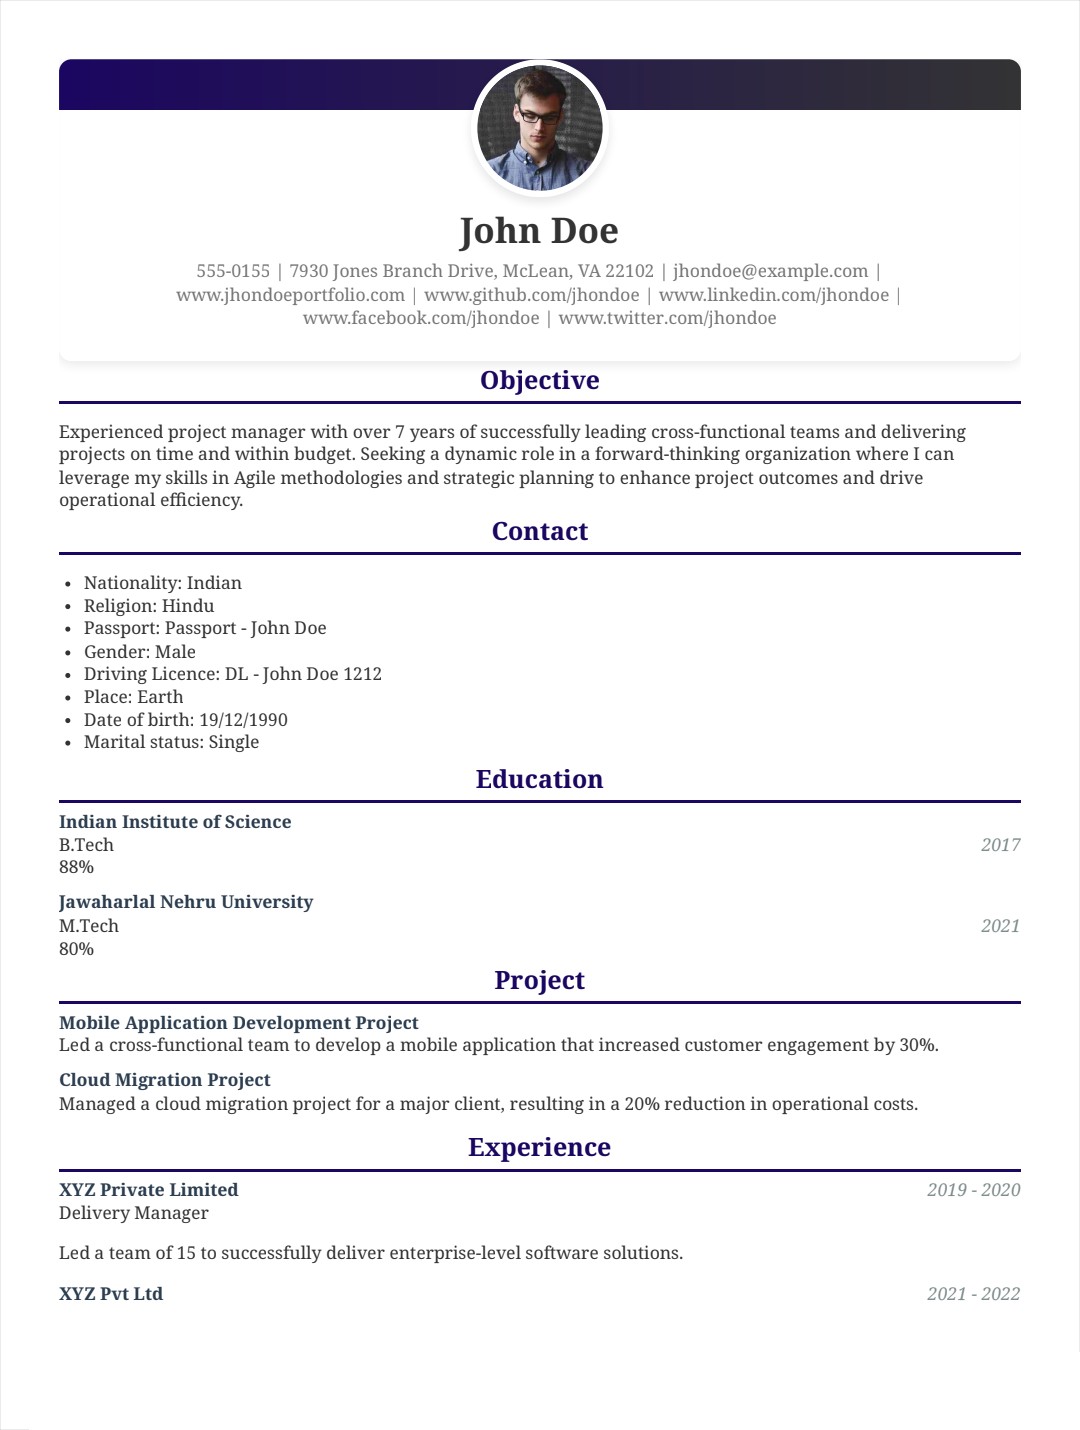 John Doe
555-0155 | 7930 Jones Branch Drive, McLean, VA 22102 | jhondoe@example.com |
www.jhondoeportfolio.com | www.github.com/jhondoe | www.linkedin.com/jhondoe |
www.facebook.com/jhondoe | www.twitter.com/jhondoe
Objective
Experienced project manager with over 7 years of successfully leading cross-functional teams and delivering
projects on time and within budget. Seeking a dynamic role in a forward-thinking organization where I can
leverage my skills in Agile methodologies and strategic planning to enhance project outcomes and drive
operational efficiency.
Contact
• Nationality: Indian
• Religion: Hindu
• Passport: Passport - John Doe
• Gender: Male
• Driving Licence: DL - John Doe 1212
• Place: Earth
• Date of birth: 19/12/1990
• Marital status: Single
Education
Indian Institute of Science
B.Tech 2017
88%
Jawaharlal Nehru University
M.Tech 2021
80%
Project
Mobile Application Development Project
Led a cross-functional team to develop a mobile application that increased customer engagement by 30%.
Cloud Migration Project
Managed a cloud migration project for a major client, resulting in a 20% reduction in operational costs.
Experience
XYZ Private Limited 2019 - 2020
Delivery Manager
Led a team of 15 to successfully deliver enterprise-level software solutions.
XYZ Pvt Ltd 2021 - 2022